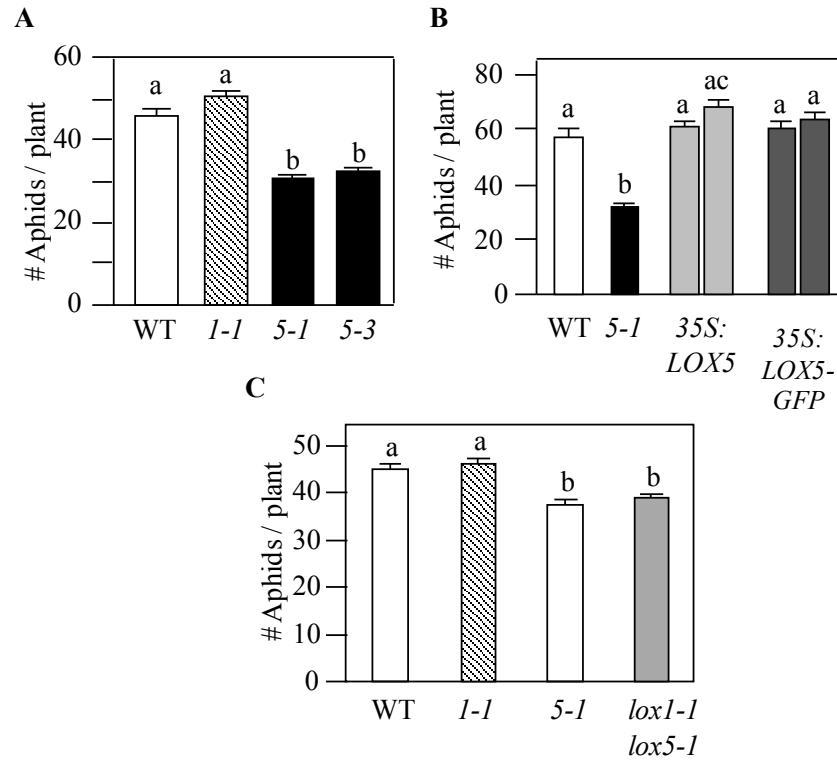 A
# Aphids / plant
60
40
20
0
a
a
b
b
WT
1-1
5-1
5-3
B
# Aphids / plant
80
60
40
20
0
a
b
a
ac
a
a
WT
5-1
35S:
LOX5
35S:
LOX5-
GFP
C
# Aphids / plant
50
40
30
20
10
0
a
a
b
b
WT
1-1
5-1
lox1-1
lox5-1